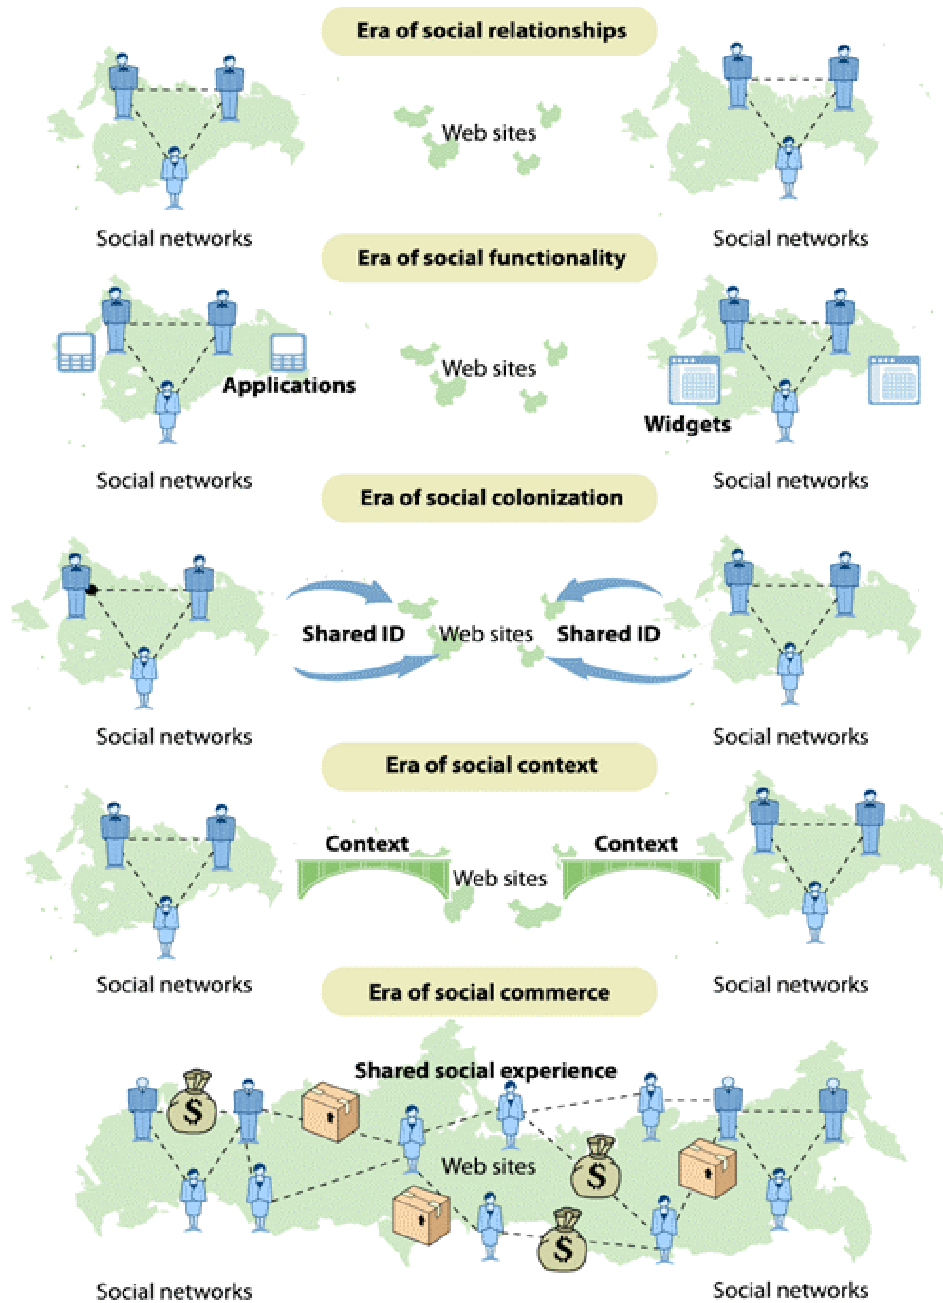 Era of social relationships
Web sites
Social networks
Social networks
Era of social functionality
Web sites
Applications
Widgets
Social networks
Social networks
Era of social colonization
Shared ID
Web sites
Shared ID
Social networks
Social networks
Era of social context
Context
Context
Web sites
Social networks
Social networks
Era of social commerce
Shared social experience
$
Web sites
$
$
Social networks
Social networks